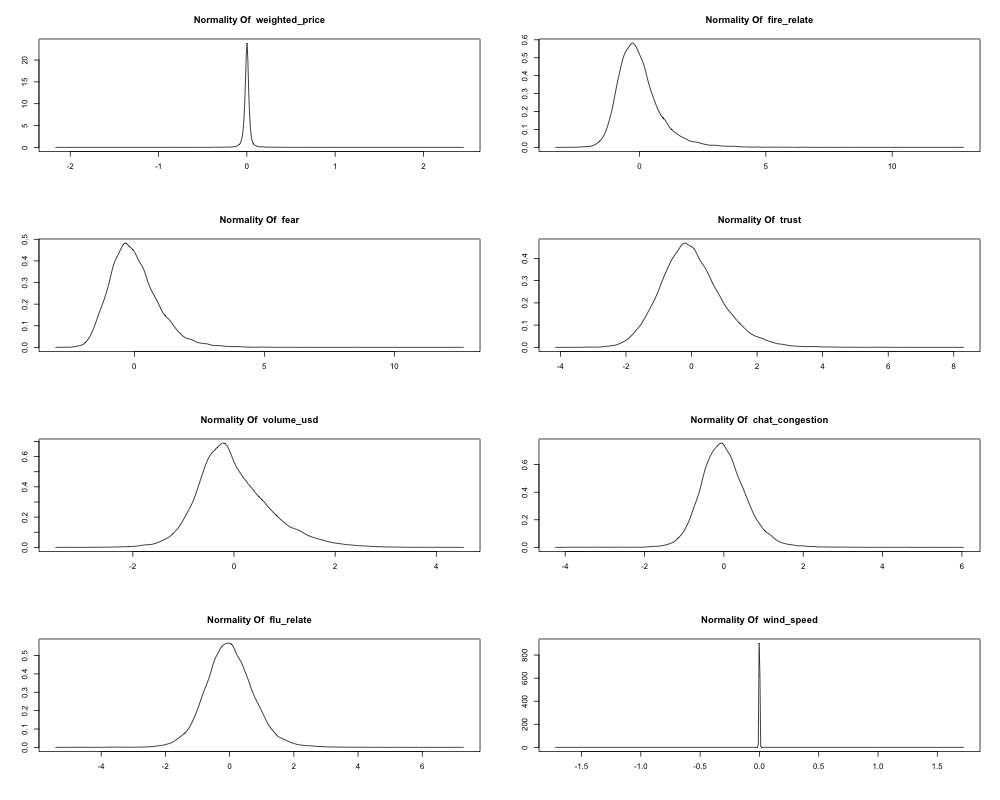 Normality Of weighted_price
0 5 10 15 20
-2 -1 0 1 2
Normality Of fire_relate
0.0 0.1 0.2 0.3 0.4 0.5 0.6
0 5 10
Normality Of fear
0.0 0.1 0.2 0.3 0.4 0.5
0 5 10
Normality Of trust
0.0 0.1 0.2 0.3 0.4
-4 -2 0 2 4 6 8
Normality Of volume_usd
0.0 0.2 0.4 0.6
-2 0 2 4
Normality Of chat_congestion
0.0 0.2 0.4 0.6
-4 -2 0 2 4 6
Normality Of flu_relate
0.0 0.1 0.2 0.3 0.4 0.5
-4 -2 0 2 4 6
Normality Of wind_speed
0 200 400 600 800
-1.5 -1.0 -0.5 0.0 0.5 1.0 1.5